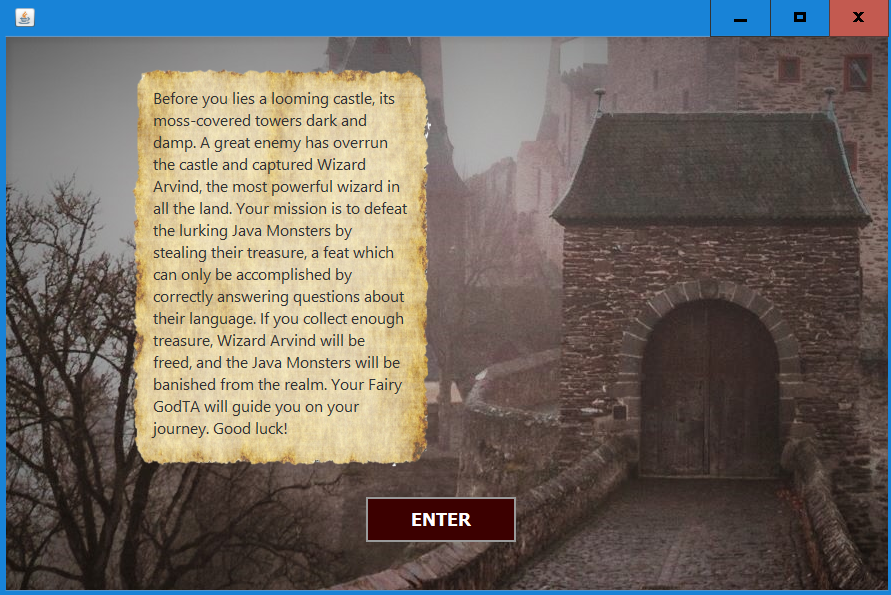 Before you lies a looming castle, its
moss-covered towers dark and
damp. A great enemy has overrun
the castle and captured Wizard
Arvind, the most powerful wizard in
all the land. Your mission is to defeat
the lurking Java Monsters by
stealing their treasure, a feat which
can only be accomplished by
correctly answering questions about
their language. If you collect enough
treasure, Wizard Arvind will be
freed, and the Java Monsters will be
banished from the realm. Your Fairy
GodTA will guide you on your
journey. Good luck!
ENTER